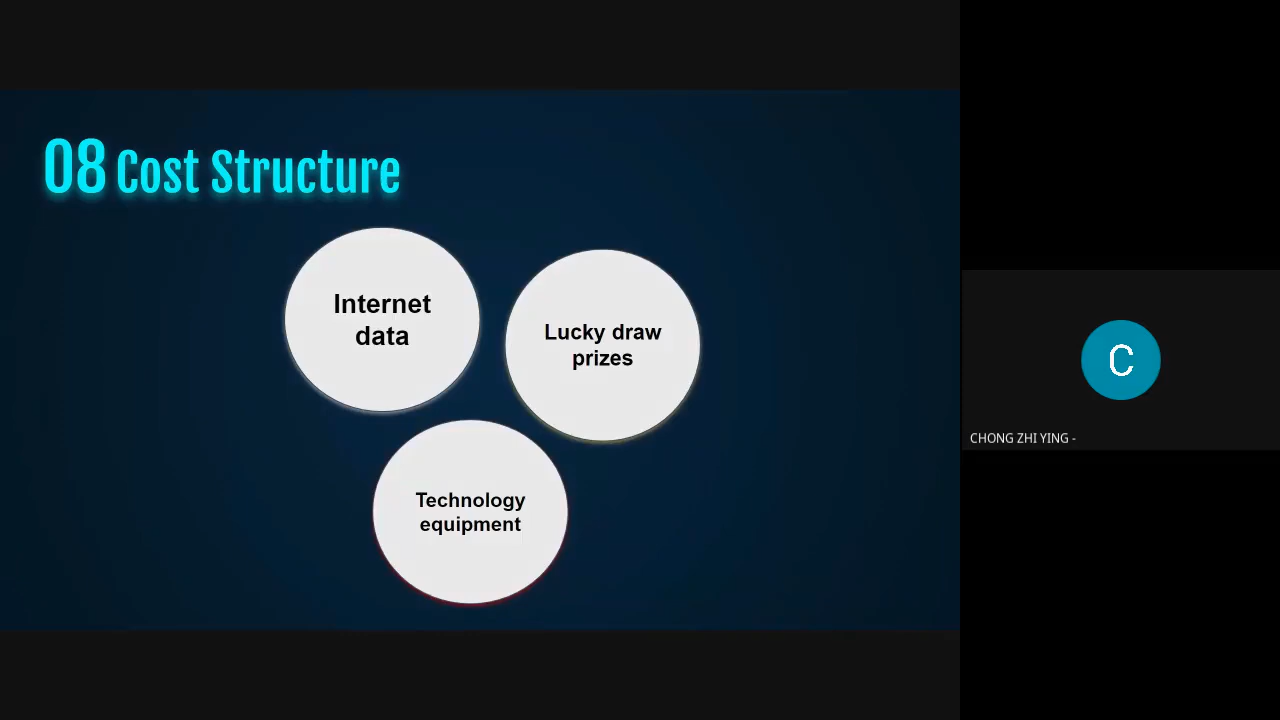 08 Cost Structure
Internet
data
Lucky draw
prizes
Technology
equipment
C
CHONG ZHI YING -